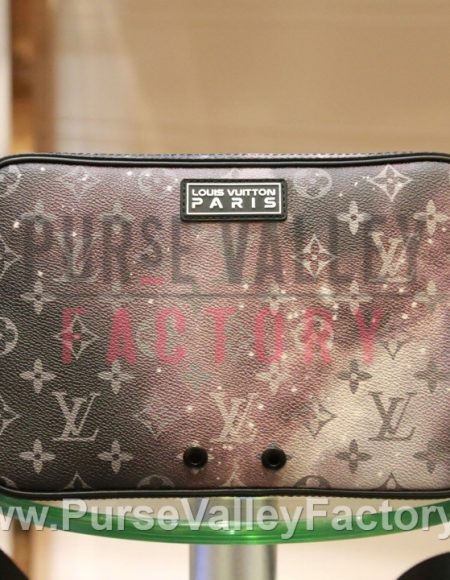 LOUIS VUITTON
PARIS
PURSE VALLEY
FACTORY
www.PurseValleyFactory